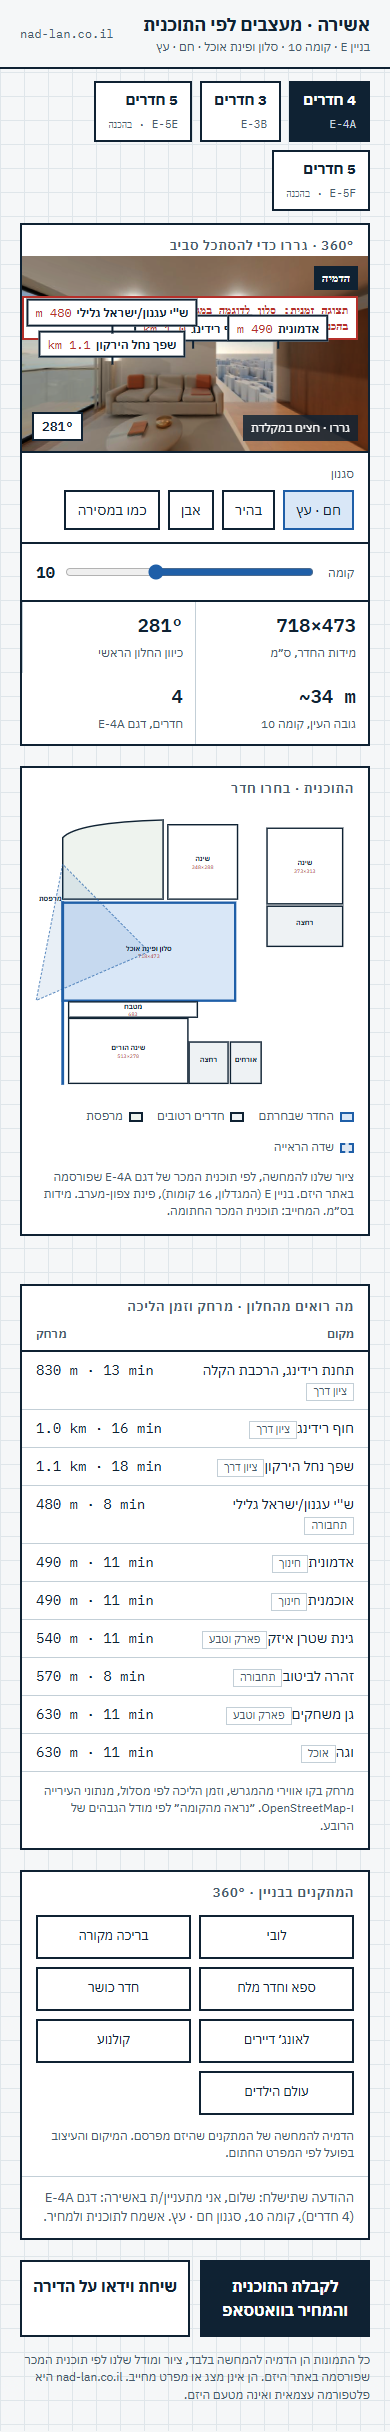 אשירה · מעצבים לפי התוכנית
nad-lan.co.il
בניין E · קומה 10 · סלון ופינת אוכל · חם · עץ
4 חדרים
E-4A
3 חדרים
E-3B
5 חדרים
E-5E · בהכנה
5 חדרים
E-5F · בהכנה
360° · גררו כדי להסתכל סביב
הדמיה
תצוגה זמנית: סלון לדוגמה
ש"י עגנון/ישראל גלילי 480 m
אדמונית 490 m
שפך נחל הירקון 1.1 km
281°
גררו · חצים במקלדת
סגנון
חם · עץ
בהיר
אבן
כמו במסירה
קומה
10
718×473
מידות החדר, ס״מ
281°
כיוון החלון הראשי
~34 m
גובה העין, קומה 10
4
חדרים, דגם E-4A
התוכנית · בחרו חדר
שינה
שינה
רחצה
מרפסת
סלון ופינת אוכל
718×473
מטבח
שינה הורים
512×278
רחצה
אורחים
החדר שבחרתם
חדרים רטובים
מרפסת
שדה הראייה
ציור שלנו להמחשה, לפי תוכנית המכר של דגם E-4A שפורסמה
באתר היזם. בניין E (המגדלון, 16 קומות), פינת צפון-מערב. מידות
בס״מ. המחייב: תוכנית המכר החתומה.
מה רואים מהחלון · מרחק וזמן הליכה
מקום
מרחק
תחנת רידינג, הרכבת הקלה
ציון דרך
830 m · 13 min
חוף רידינג ציון דרך
1.0 km · 16 min
שפך נחל הירקון ציון דרך
1.1 km · 18 min
ש"י עגנון/ישראל גלילי
תחבורה
480 m · 8 min
אדמונית חינוך
490 m · 11 min
אוכמנית חינוך
490 m · 11 min
גינת שטרן איזק פארק וטבע
540 m · 11 min
זהרה לביטוב תחבורה
570 m · 8 min
גן משחקים פארק וטבע
630 m · 11 min
וגה אוכל
630 m · 11 min
מרחק בקו אווירי מהמגרש, וזמן הליכה לפי מסלול, מנתוני העירייה
ו-OpenStreetMap. ״נראה מהקומה״ לפי מודל הגבהים של
הרובע.
המתקנים בבניין · 360°
לובי
בריכה מקורה
ספא וחדר מלח
חדר כושר
לאונג׳ דיירים
קולנוע
עולם הילדים
הדמיה להמחשה של המתקנים שהיזם מפרסם. המיקום והעיצוב
בפועל לפי המפרט החתום.
ההודעה שתישלח: שלום, אני מתעניין/ת באשירה: דגם E-4A
(4 חדרים), קומה 10, סגנון חם · עץ. אשמח לתוכנית ולמחיר.
לקבלת התוכנית
והמחיר בוואטסאפ
שיחת וידאו על הדירה
כל התמונות הן הדמיה להמחשה בלבד, ציור ומודל שלנו לפי תוכנית המכר
שפורסמה באתר היזם. הן אינן מצג או מפרט מחייב. nad-lan.co.il היא
פלטפורמה עצמאית ואינה מטעם היזם.